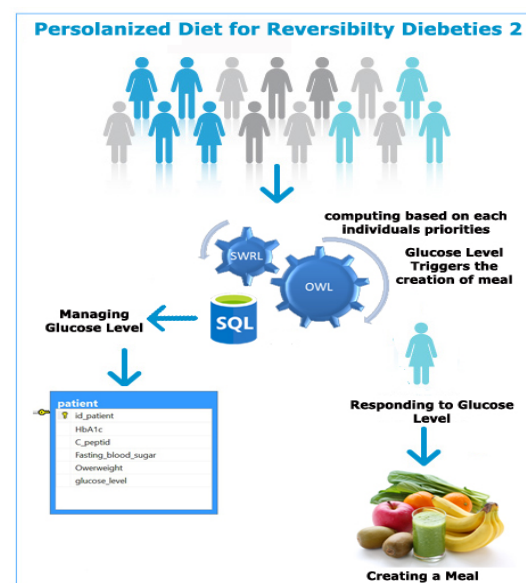 Persolanized Diet for Reversibilty Diebeties 2
computing based on each
individuals priorities
SWRL
Glucose Level
Triggers the
creation of meal
OWL
Managing
Glucose Level
SQL
patient
id_patient
HbA1c
C_peptid
Fasting_blood_sugar
Owerweight
glucose_level
Responding to Glucose
Level
Creating a Meal